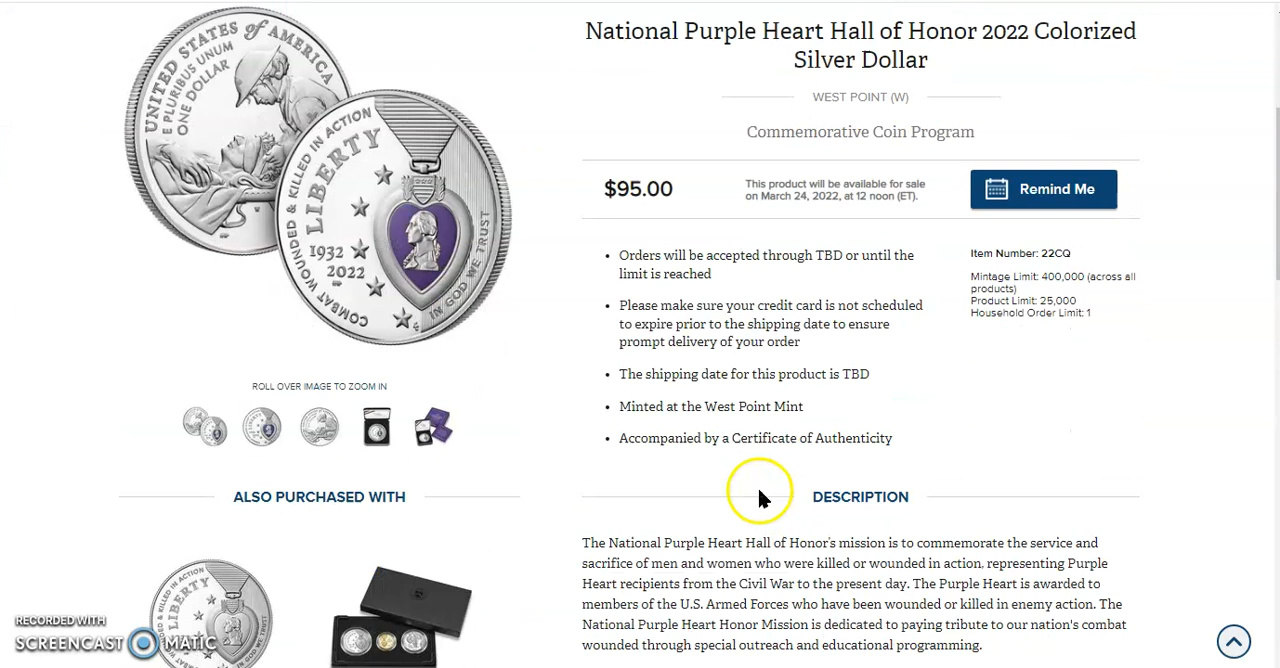 National Purple Heart Hall of Honor 2022 Colorized
Silver Dollar
WEST POINT (W)
Commemorative Coin Program
$95.00
This product will be available for sale
on March 24, 2022, at 12 noon (ET).
Remind Me
Orders will be accepted through TBD or until the
limit is reached
Please make sure your credit card is not scheduled
to expire prior to the shipping date to ensure
prompt delivery of your order
The shipping date for this product is TBD
Minted at the West Point Mint
Accompanied by a Certificate of Authenticity
Item Number: 22CQ
Mintage Limit: 400,000 (across all
products)
Product Limit: 25,000
Household Order Limit: 1
UNITED STATES of AMERICA
E PLURIBUS UNUM
ONE DOLLAR
COMBAT WOUNDED & KILLED IN ACTION
LIBERTY
1932
2022
IN GOD WE TRUST
ROLL OVER IMAGE TO ZOOM IN
ALSO PURCHASED WITH
DESCRIPTION
The National Purple Heart Hall of Honor's mission is to commemorate the service and
sacrifice of men and women who were killed or wounded in action, representing Purple
Heart recipients from the Civil War to the present day. The Purple Heart is awarded to
members of the U.S. Armed Forces who have been wounded or killed in enemy action. The
National Purple Heart Honor Mission is dedicated to paying tribute to our nation's combat
wounded through special outreach and educational programming.
IN ACTION
LIBERTY
RECORDED WITH
SCREENCAST MATIC